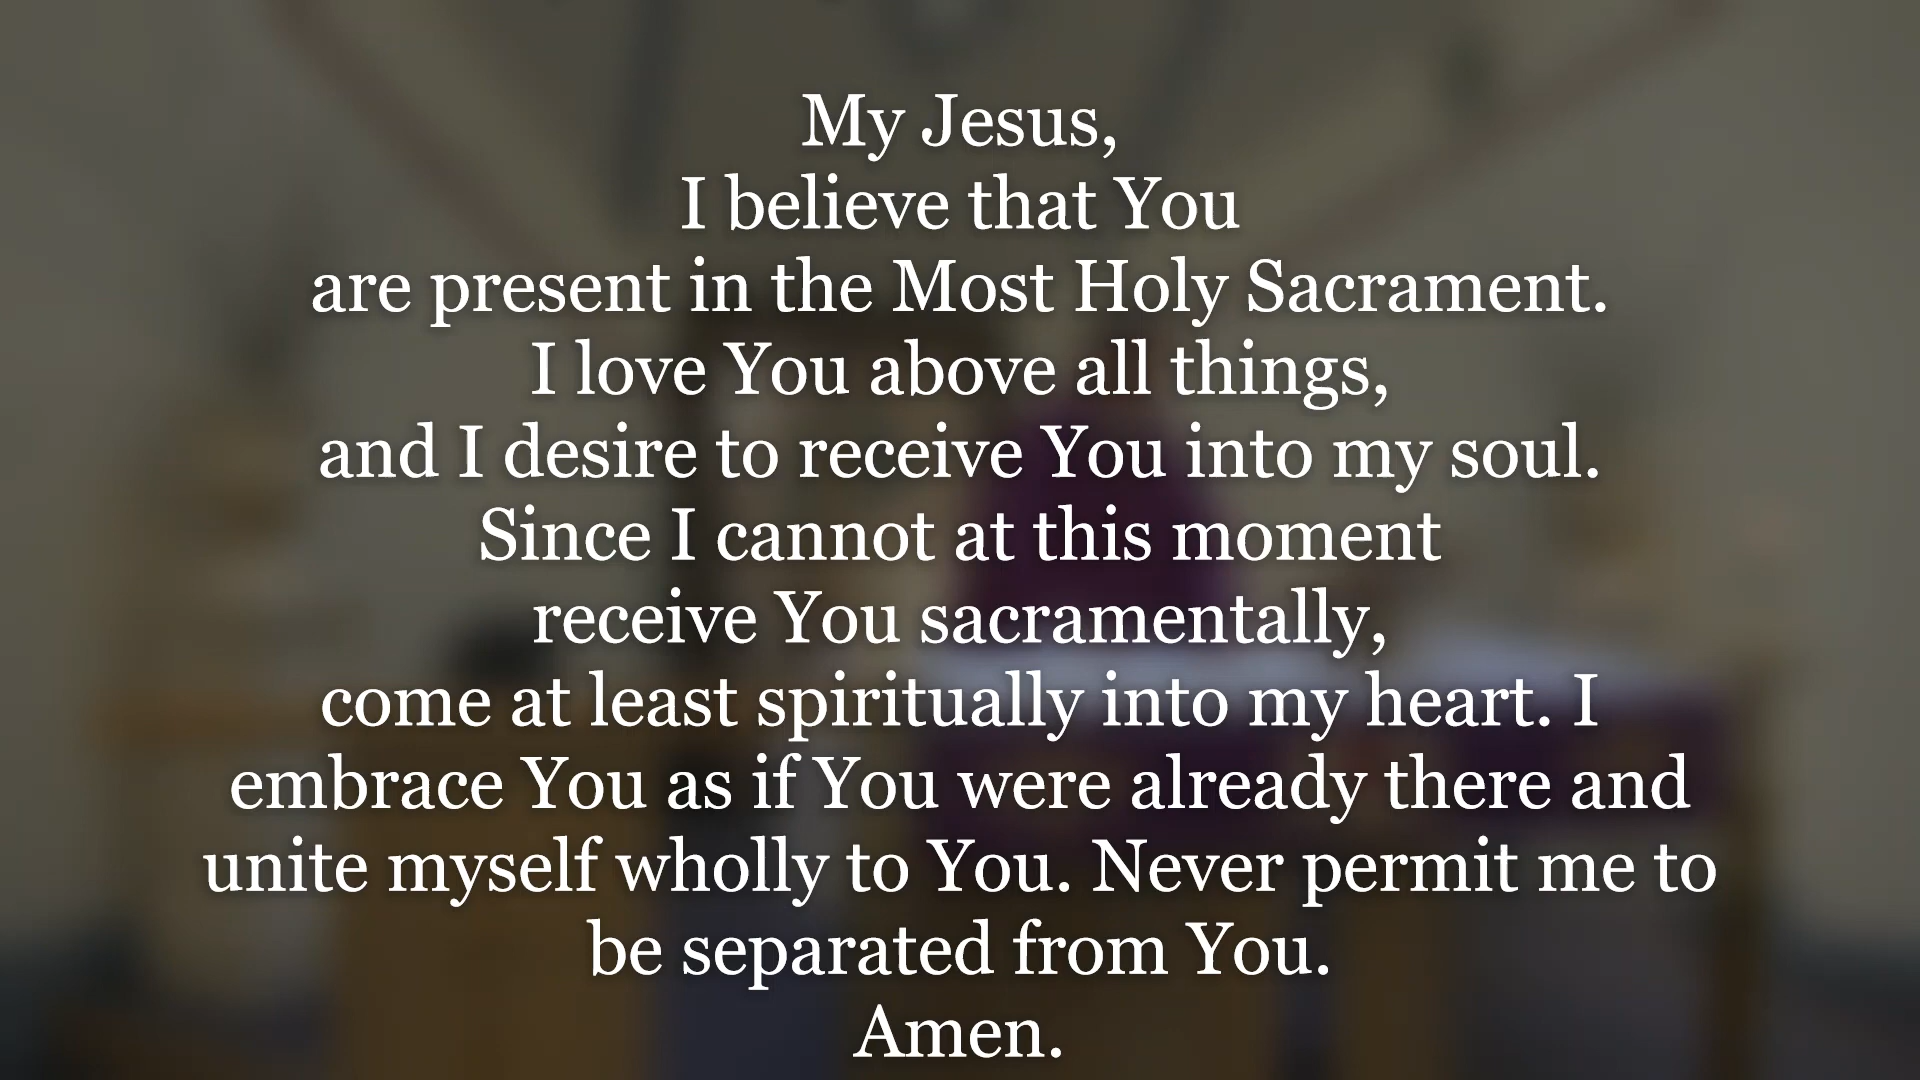 My Jesus,
I believe that You
are present in the Most Holy Sacrament.
I love You above all things,
and I desire to receive You into my soul.
Since I cannot at this moment
receive You sacramentally,
come at least spiritually into my heart. I
embrace You as if You were already there and
unite myself wholly to You. Never permit me to
be separated from You.
Amen.